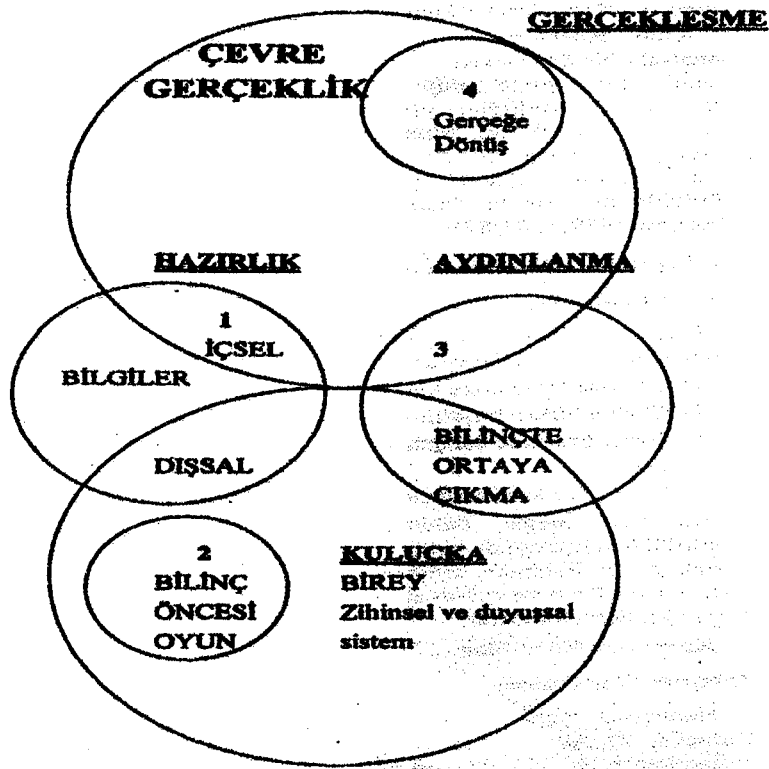 GERÇEKLEŞME
ÇEVRE
GERÇEKLİK
4
Gerçeğe
Dönüş
HAZIRLIK
AYDINLANMA
1
İÇSEL
BİLGİLER
3
DIŞSAL
BİLİNÇTE
ORTAYA
ÇIKMA
2
BİLİNÇ
ÖNCESİ
OYUN
KULUÇKA
BİREY
Zihinsel ve duyuşsal
sistem